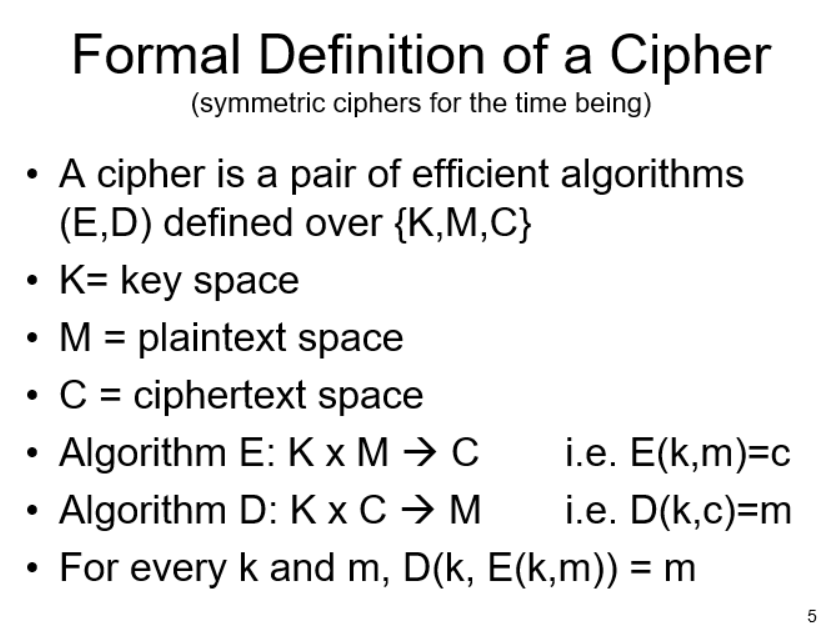 Formal Definition of a Cipher
(symmetric ciphers for the time being)
• A cipher is a pair of efficient algorithms
(E,D) defined over {K,M,C}
• K= key space
• M = plaintext space
• C = ciphertext space
• Algorithm E: K x M → C i.e. E(k,m)=c
• Algorithm D: K x C → M i.e. D(k,c)=m
• For every k and m, D(k, E(k,m)) = m
5